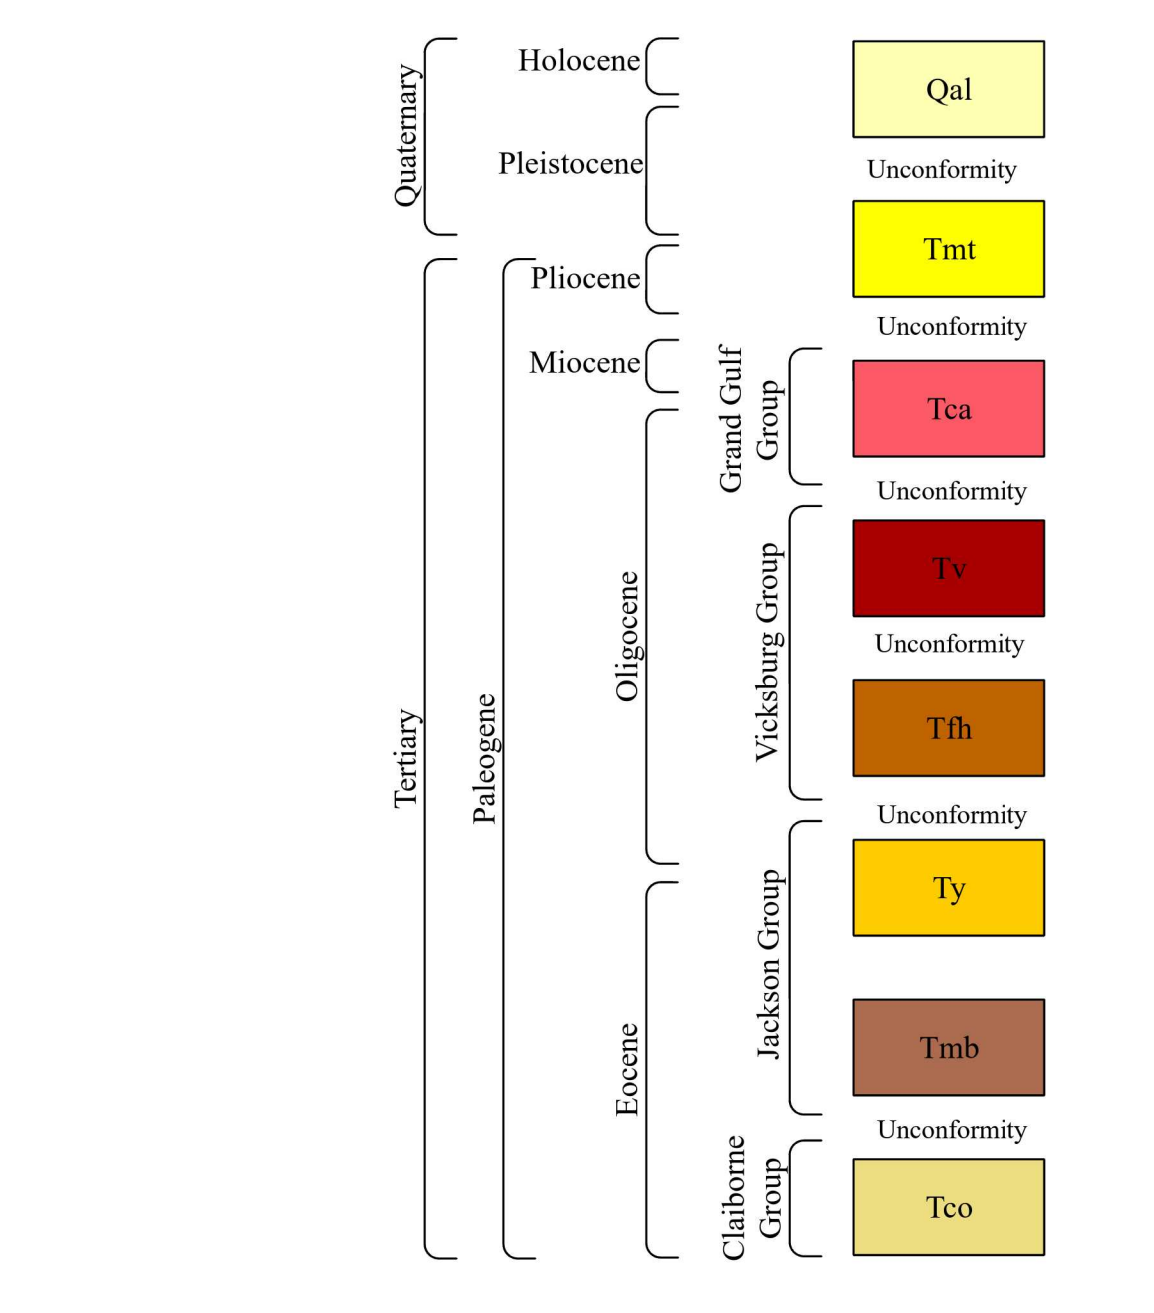 Holocene
Quaternary
Qal
Pleistocene
Unconformity
Tmt
Pliocene
Unconformity
Miocene
Grand Gulf
Group
Tca
Unconformity
Tertiary
Paleogene
Oligocene
Vicksburg Group
Tv
Unconformity
Tfh
Unconformity
Eocene
Jackson Group
Ty
Tmb
Unconformity
Claiborne
Group
Tco